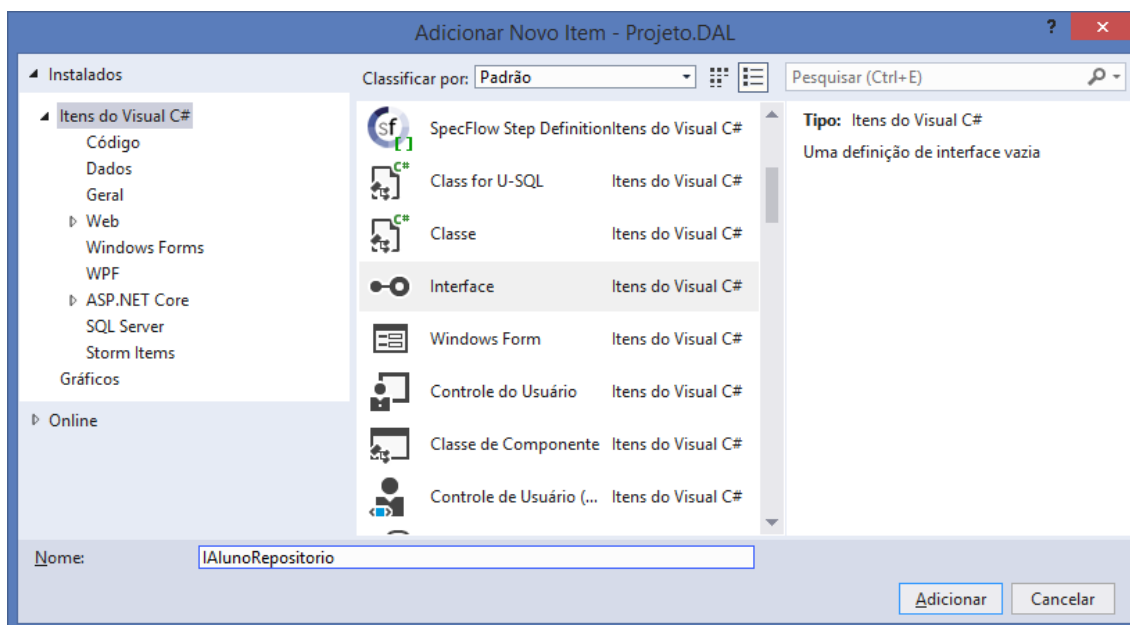 Adicionar Novo Item - Projeto.DAL
?
×
Instalados
Classificar por: Padrão
Pesquisar (Ctrl+E)
Itens do Visual C#
Código
Dados
Geral
Web
Windows Forms
WPF
ASP.NET Core
SQL Server
Storm Items
Gráficos
Online
sf
[ ]
SpecFlow Step Definition Itens do Visual C#
C#
Class for U-SQL Itens do Visual C#
C#
Classe Itens do Visual C#
Interface Itens do Visual C#
Windows Form Itens do Visual C#
Controle do Usuário Itens do Visual C#
Classe de Componente Itens do Visual C#
Controle de Usuário (... Itens do Visual C#
Tipo: Itens do Visual C#
Uma definição de interface vazia
Nome: IAlunoRepositorio
Adicionar Cancelar